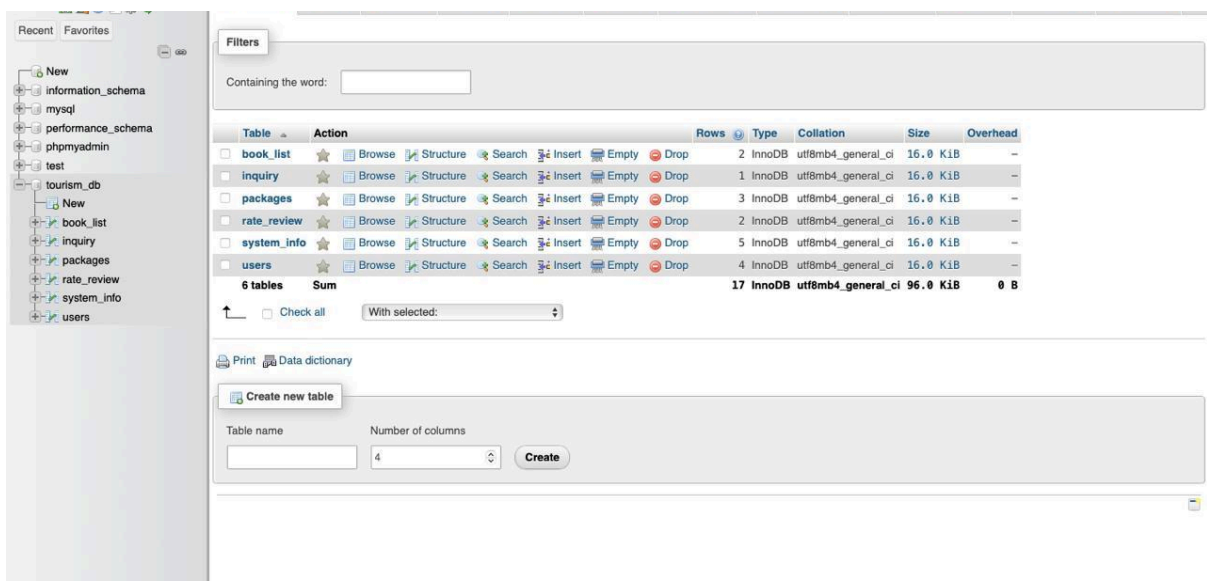 Recent Favorites
New
information_schema
mysql
performance_schema
phpmyadmin
test
tourism_db
New
book_list
inquiry
packages
rate_review
system_info
users
Filters
Containing the word:
Table Action Rows Type Collation Size Overhead
book_list Browse Structure Search Insert Empty Drop 2 InnoDB utf8mb4_general_ci 16.0 KiB –
inquiry Browse Structure Search Insert Empty Drop 1 InnoDB utf8mb4_general_ci 16.0 KiB –
packages Browse Structure Search Insert Empty Drop 3 InnoDB utf8mb4_general_ci 16.0 KiB –
rate_review Browse Structure Search Insert Empty Drop 2 InnoDB utf8mb4_general_ci 16.0 KiB –
system_info Browse Structure Search Insert Empty Drop 5 InnoDB utf8mb4_general_ci 16.0 KiB –
users Browse Structure Search Insert Empty Drop 4 InnoDB utf8mb4_general_ci 16.0 KiB –
6 tables Sum 17 InnoDB utf8mb4_general_ci 96.0 KiB 0 B
Check all With selected:
Print Data dictionary
Create new table
Table name Number of columns
4 Create